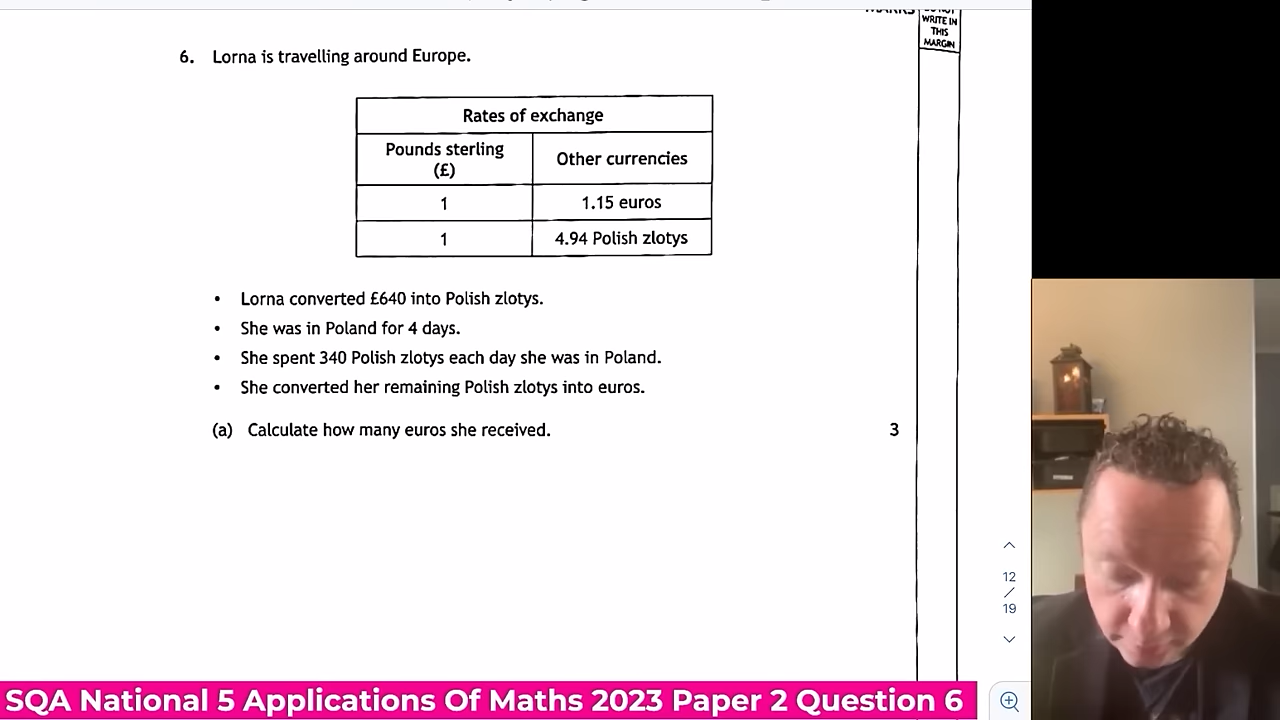 MARKS
WRITE IN
THIS
MARGIN
6. Lorna is travelling around Europe.
Rates of exchange
Pounds sterling
(£)
Other currencies
1
1.15 euros
1
4.94 Polish zlotys
• Lorna converted £640 into Polish zlotys.
• She was in Poland for 4 days.
• She spent 340 Polish zlotys each day she was in Poland.
• She converted her remaining Polish zlotys into euros.
(a) Calculate how many euros she received.
3
12
/
19
SQA National 5 Applications Of Maths 2023 Paper 2 Question 6